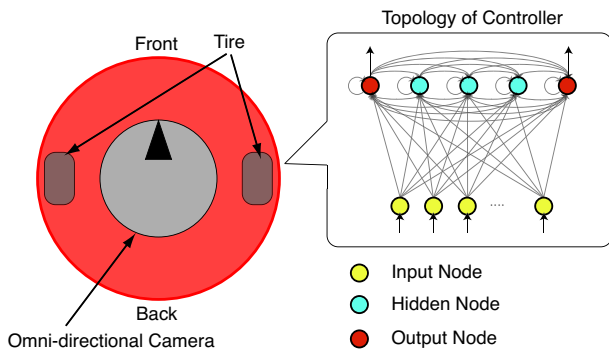 Topology of Controller
Front
Tire
....
Back
Omni-directional Camera
Input Node
Hidden Node
Output Node